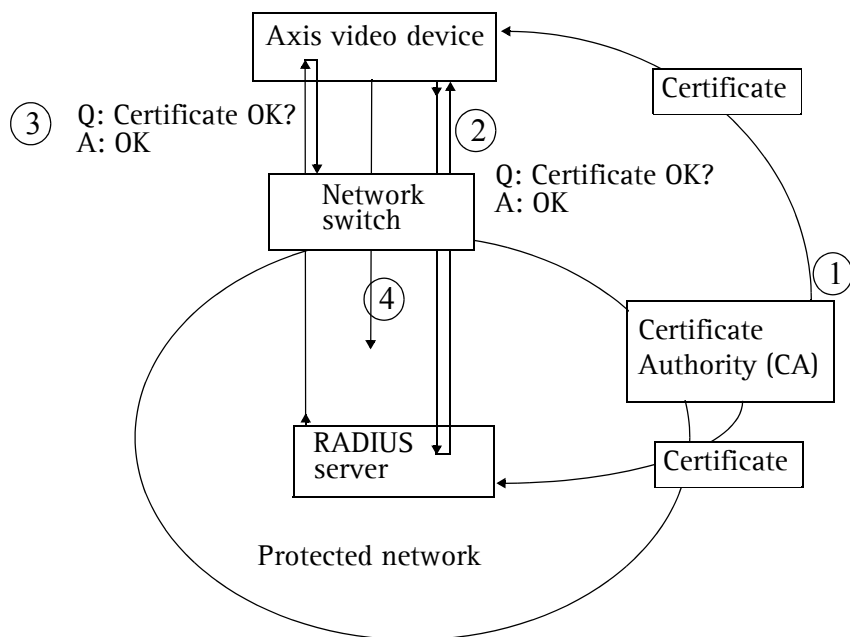 Axis video device
Certificate
3
Q: Certificate OK?
A: OK
2
Q: Certificate OK?
A: OK
Network
switch
1
4
Certificate
Authority (CA)
RADIUS
server
Certificate
Protected network